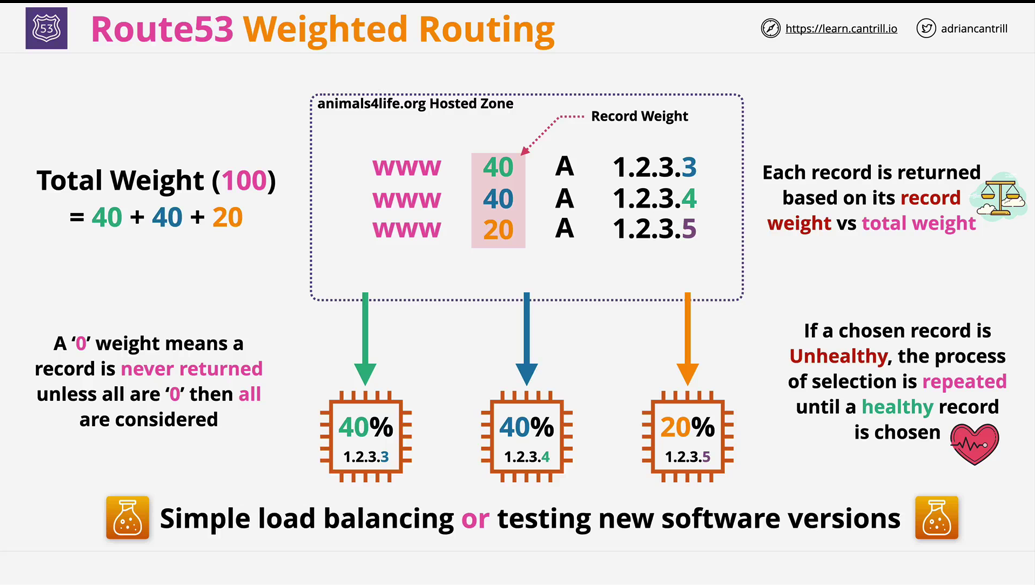 53
Route53 Weighted Routing
https://learn.cantrill.io
adriancantrill
animals4life.org Hosted Zone
Record Weight
www 40 A 1.2.3.3
www 40 A 1.2.3.4
www 20 A 1.2.3.5
Total Weight (100)
= 40 + 40 + 20
Each record is returned
based on its record
weight vs total weight
A ‘0’ weight means a
record is never returned
unless all are ‘0’ then all
are considered
If a chosen record is
Unhealthy, the process
of selection is repeated
until a healthy record
is chosen
40%
1.2.3.3
40%
1.2.3.4
20%
1.2.3.5
Simple load balancing or testing new software versions